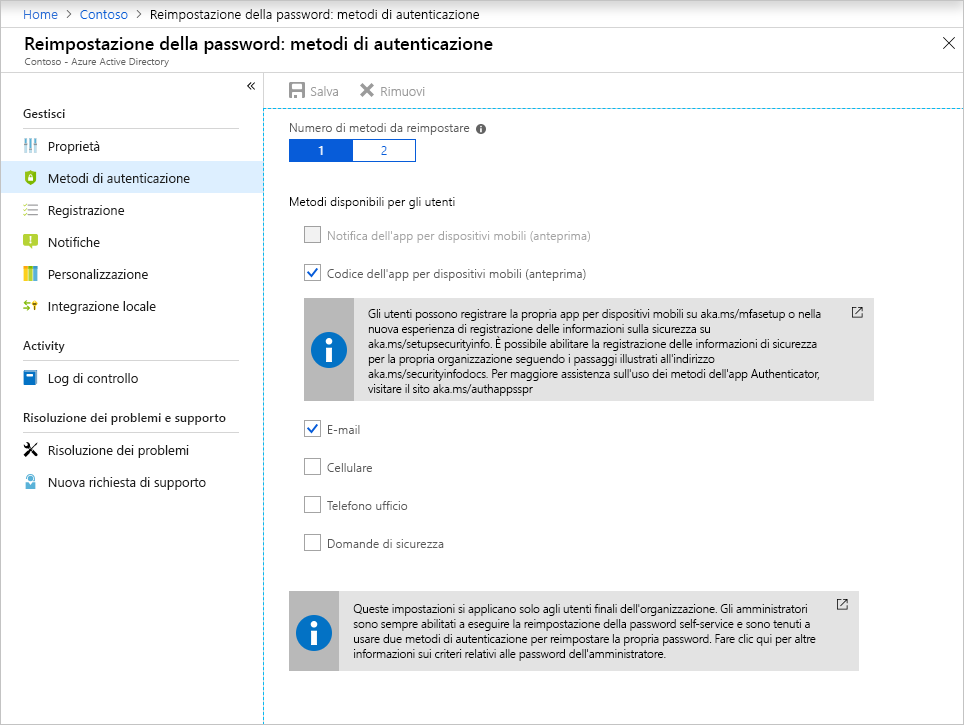 Home > Contoso > Reimpostazione della password: metodi di autenticazione
Reimpostazione della password: metodi di autenticazione
Contoso - Azure Active Directory
Gestisci
Proprietà
Metodi di autenticazione
Registrazione
Notifiche
Personalizzazione
Integrazione locale
Activity
Log di controllo
Risoluzione dei problemi e supporto
Risoluzione dei problemi
Nuova richiesta di supporto
Salva Rimuovi
Numero di metodi da reimpostare
1 2
Metodi disponibili per gli utenti
Notifica dell'app per dispositivi mobili (anteprima)
Codice dell'app per dispositivi mobili (anteprima)
Gli utenti possono registrare la propria app per dispositivi mobili su aka.ms/mfasetup o nella
nuova esperienza di registrazione delle informazioni sulla sicurezza su
aka.ms/setupsecurityinfo. È possibile abilitare la registrazione delle informazioni di sicurezza
per la propria organizzazione seguendo i passaggi illustrati all'indirizzo
aka.ms/securityinfodocs. Per maggiore assistenza sull'uso dei metodi dell'app Authenticator,
visitare il sito aka.ms/authappsspr
E-mail
Cellulare
Telefono ufficio
Domande di sicurezza
Queste impostazioni si applicano solo agli utenti finali dell'organizzazione. Gli amministratori
sono sempre abilitati a eseguire la reimpostazione della password self-service e sono tenuti a
usare due metodi di autenticazione per reimpostare la propria password. Fare clic qui per altre
informazioni sui criteri relativi alle password dell'amministratore.